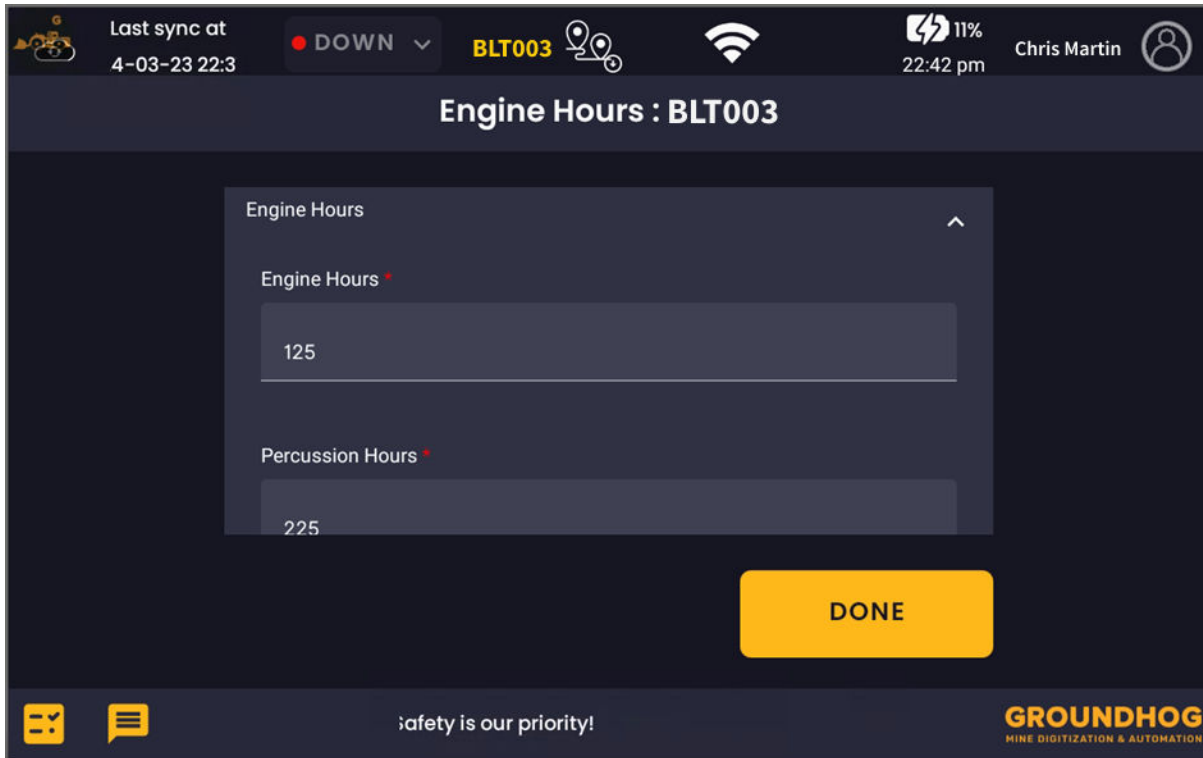 G
Last sync at
4-03-23 22:3
DOWN
BLT003
11%
22:42 pm
Chris Martin
Engine Hours : BLT003
Engine Hours
Engine Hours *
125
Percussion Hours *
225
DONE
Safety is our priority!
GROUNDHOG
MINE DIGITIZATION & AUTOMATION